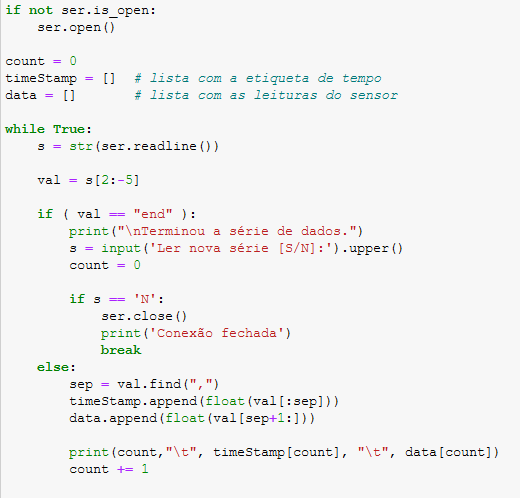 if not ser.is_open:
    ser.open()

count = 0
timeStamp = []  # lista com a etiqueta de tempo
data = []       # lista com as leituras do sensor

while True:
    s = str(ser.readline())

    val = s[2:-5]

    if ( val == "end" ):
        print("\nTerminou a série de dados.")
        s = input('Ler nova série [S/N]:').upper()
        count = 0

        if s == 'N':
            ser.close()
            print('Conexão fechada')
            break
    else:
        sep = val.find(",")
        timeStamp.append(float(val[:sep]))
        data.append(float(val[sep+1:]))

        print(count,"\t", timeStamp[count], "\t", data[count])
        count += 1